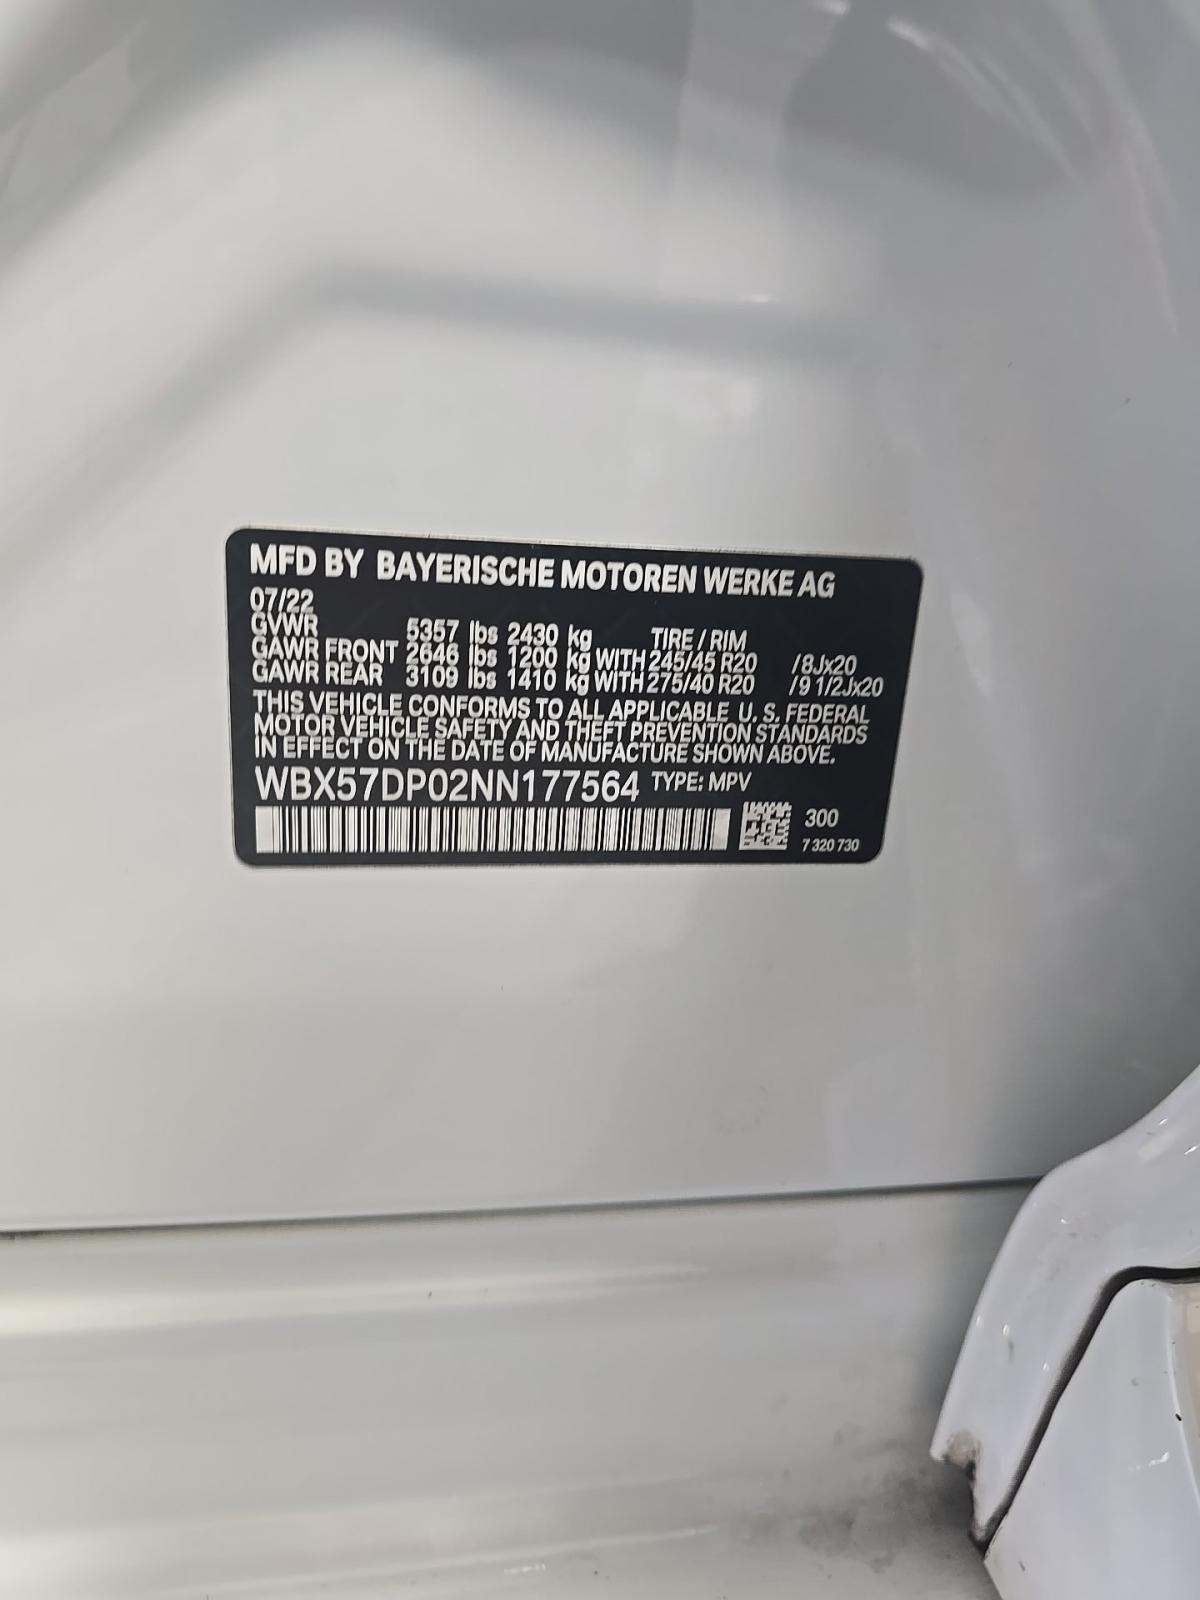 MFD BY BAYERISCHE MOTOREN WERKE AG
07/22
GVWR 5357 lbs 2430 kg TIRE / RIM
GAWR FRONT 2646 lbs 1200 kg WITH 245/45 R20 /8Jx20
GAWR REAR 3109 lbs 1410 kg WITH 275/40 R20 /9 1/2Jx20
THIS VEHICLE CONFORMS TO ALL APPLICABLE U. S. FEDERAL
MOTOR VEHICLE SAFETY AND THEFT PREVENTION STANDARDS
IN EFFECT ON THE DATE OF MANUFACTURE SHOWN ABOVE.
WBX57DP02NN177564 TYPE: MPV
300
7 320 730